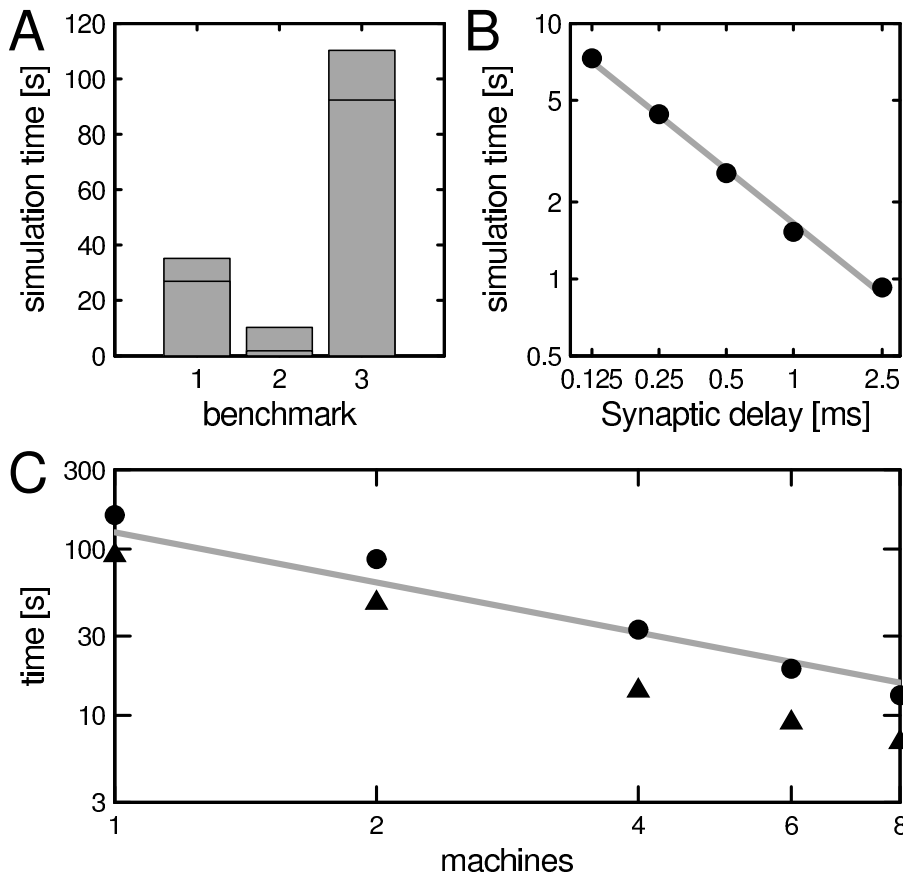 A
simulation time [s]
120
100
80
60
40
20
0
1 2 3
benchmark
B
simulation time [s]
10
5
2
1
0.5
0.125 0.25 0.5 1 2.5
Synaptic delay [ms]
C
time [s]
300
100
30
10
3
1 2 4 6 8
machines